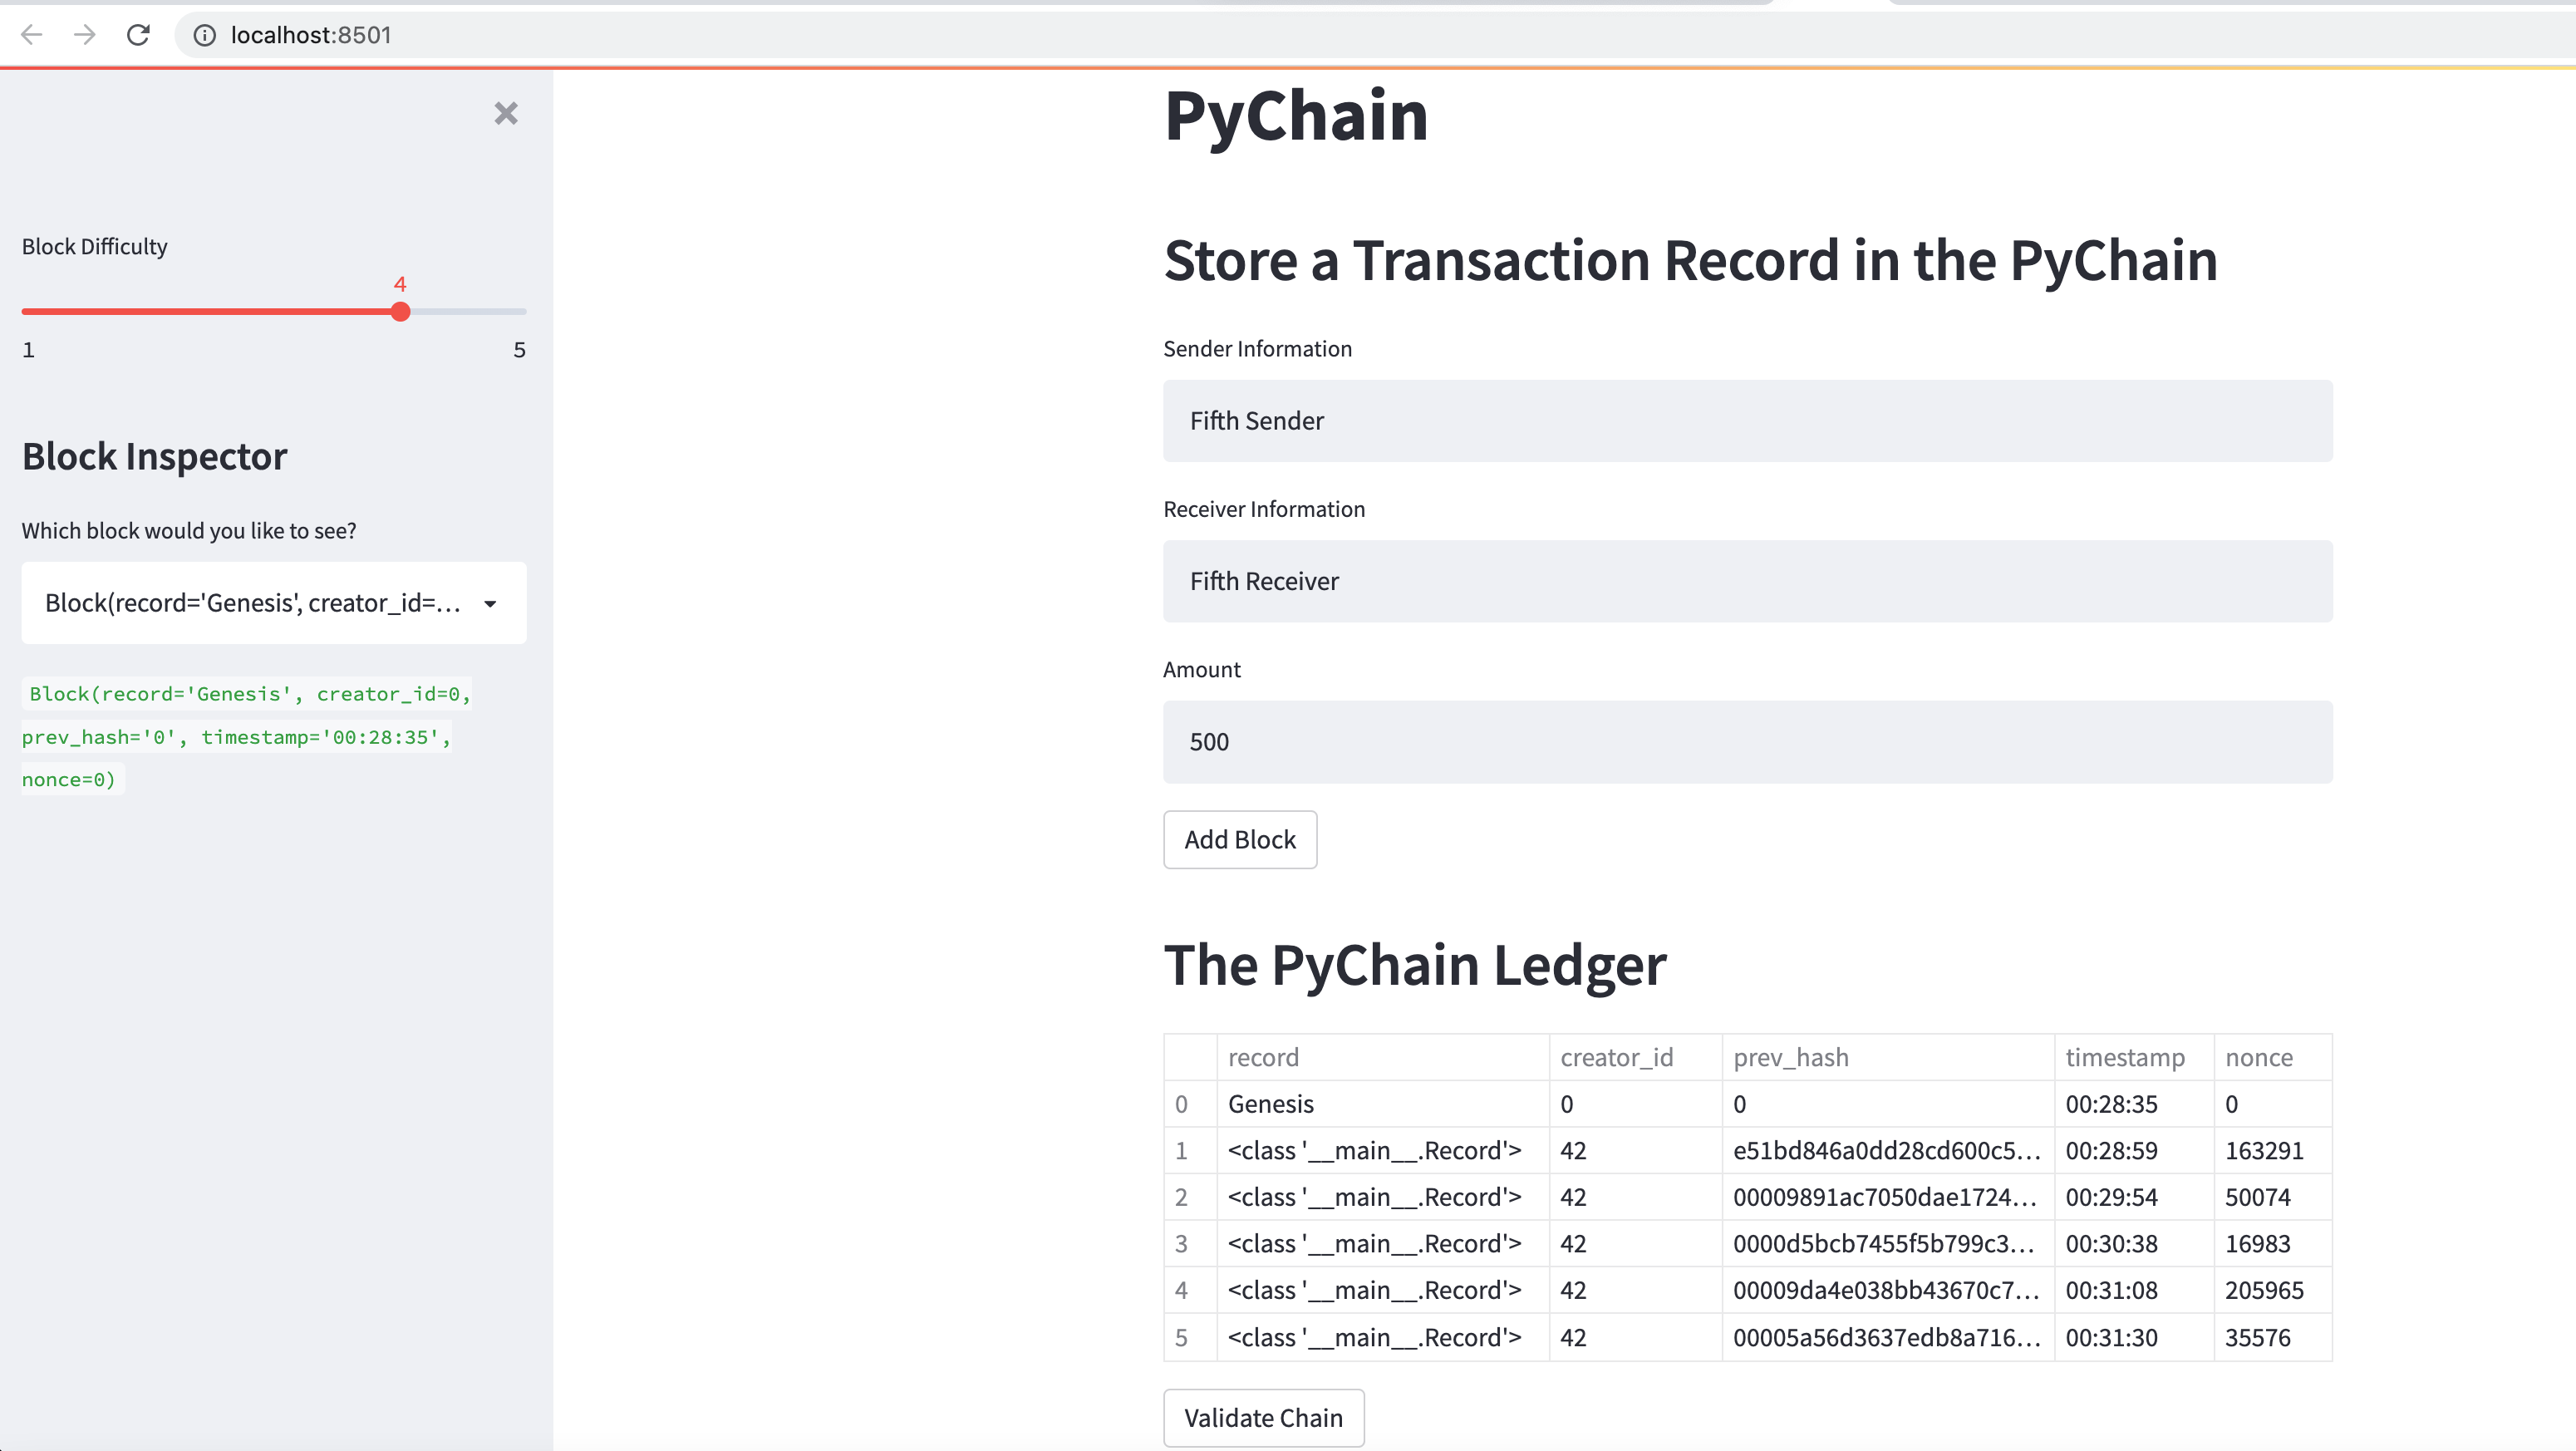 localhost:8501
Block Difficulty
4
1 5
Block Inspector
Which block would you like to see?
Block(record='Genesis', creator_id=...
Block(record='Genesis', creator_id=0,
prev_hash='0', timestamp='00:28:35',
nonce=0)
PyChain
Store a Transaction Record in the PyChain
Sender Information
Fifth Sender
Receiver Information
Fifth Receiver
Amount
500
Add Block
The PyChain Ledger
record creator_id prev_hash timestamp nonce
0 Genesis 0 0 00:28:35 0
1 <class '__main__.Record'> 42 e51bd846a0dd28cd600c5... 00:28:59 163291
2 <class '__main__.Record'> 42 00009891ac7050dae1724... 00:29:54 50074
3 <class '__main__.Record'> 42 0000d5bcb7455f5b799c3... 00:30:38 16983
4 <class '__main__.Record'> 42 00009da4e038bb43670c7... 00:31:08 205965
5 <class '__main__.Record'> 42 00005a56d3637edb8a716... 00:31:30 35576
Validate Chain